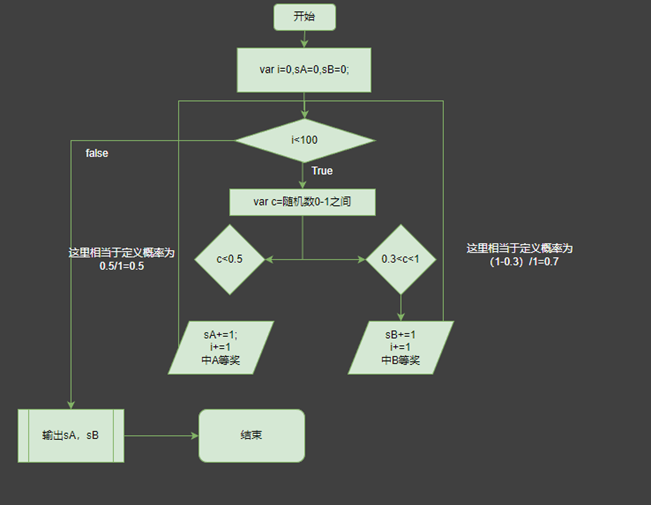 开始
var i=0,sA=0,sB=0;
i<100
false
True
var c=随机数0-1之间
这里相当于定义概率为
0.5/1=0.5
c<0.5
0.3<c<1
这里相当于定义概率为
（1-0.3）/1=0.7
sA+=1;
i+=1
中A等奖
sB+=1
i+=1
中B等奖
输出sA，sB
结束